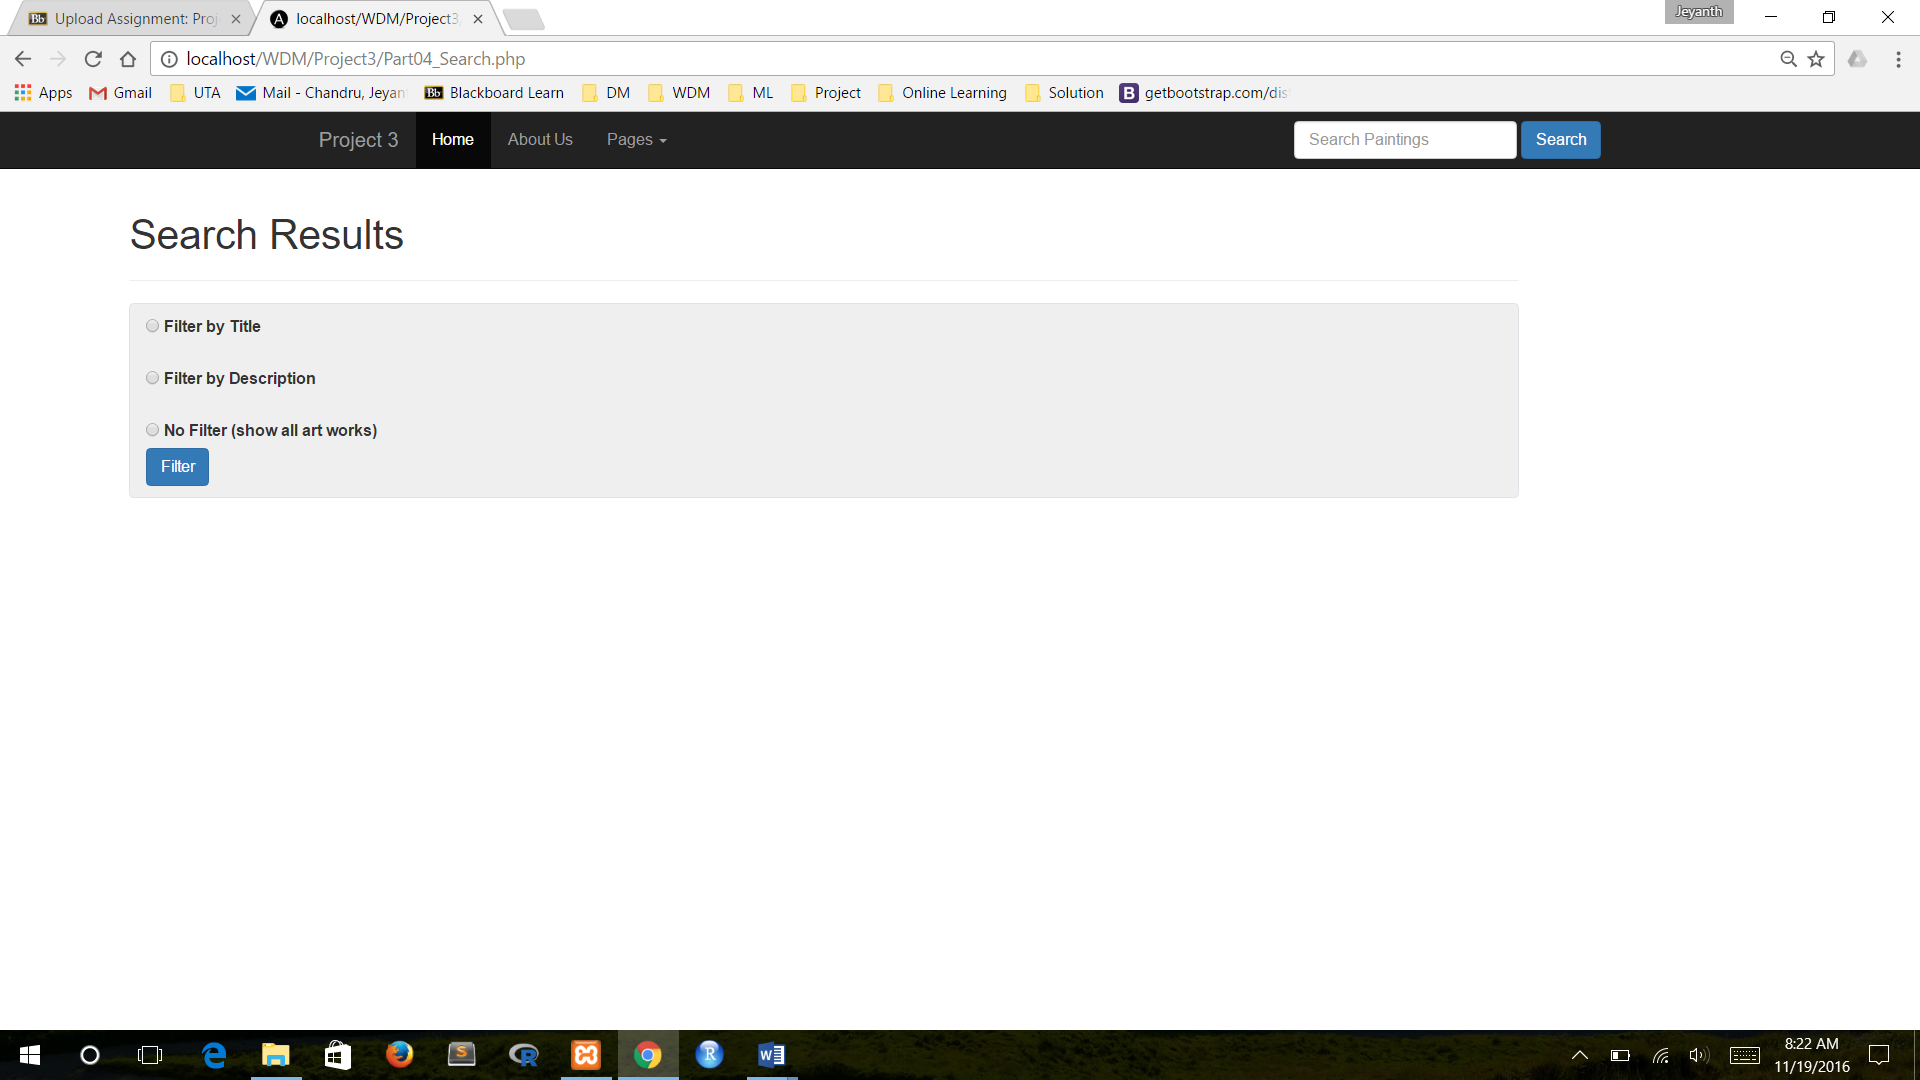 Jeyanth
Bb Upload Assignment: Proj
A localhost/WDM/Project3
localhost/WDM/Project3/Part04_Search.php
Apps Gmail UTA Mail - Chandru, Jeyan Bb Blackboard Learn DM WDM ML Project Online Learning Solution B getbootstrap.com/dis
Project 3 Home About Us Pages Search Paintings Search
Search Results
Filter by Title
Filter by Description
No Filter (show all art works)
Filter
8:22 AM
11/19/2016